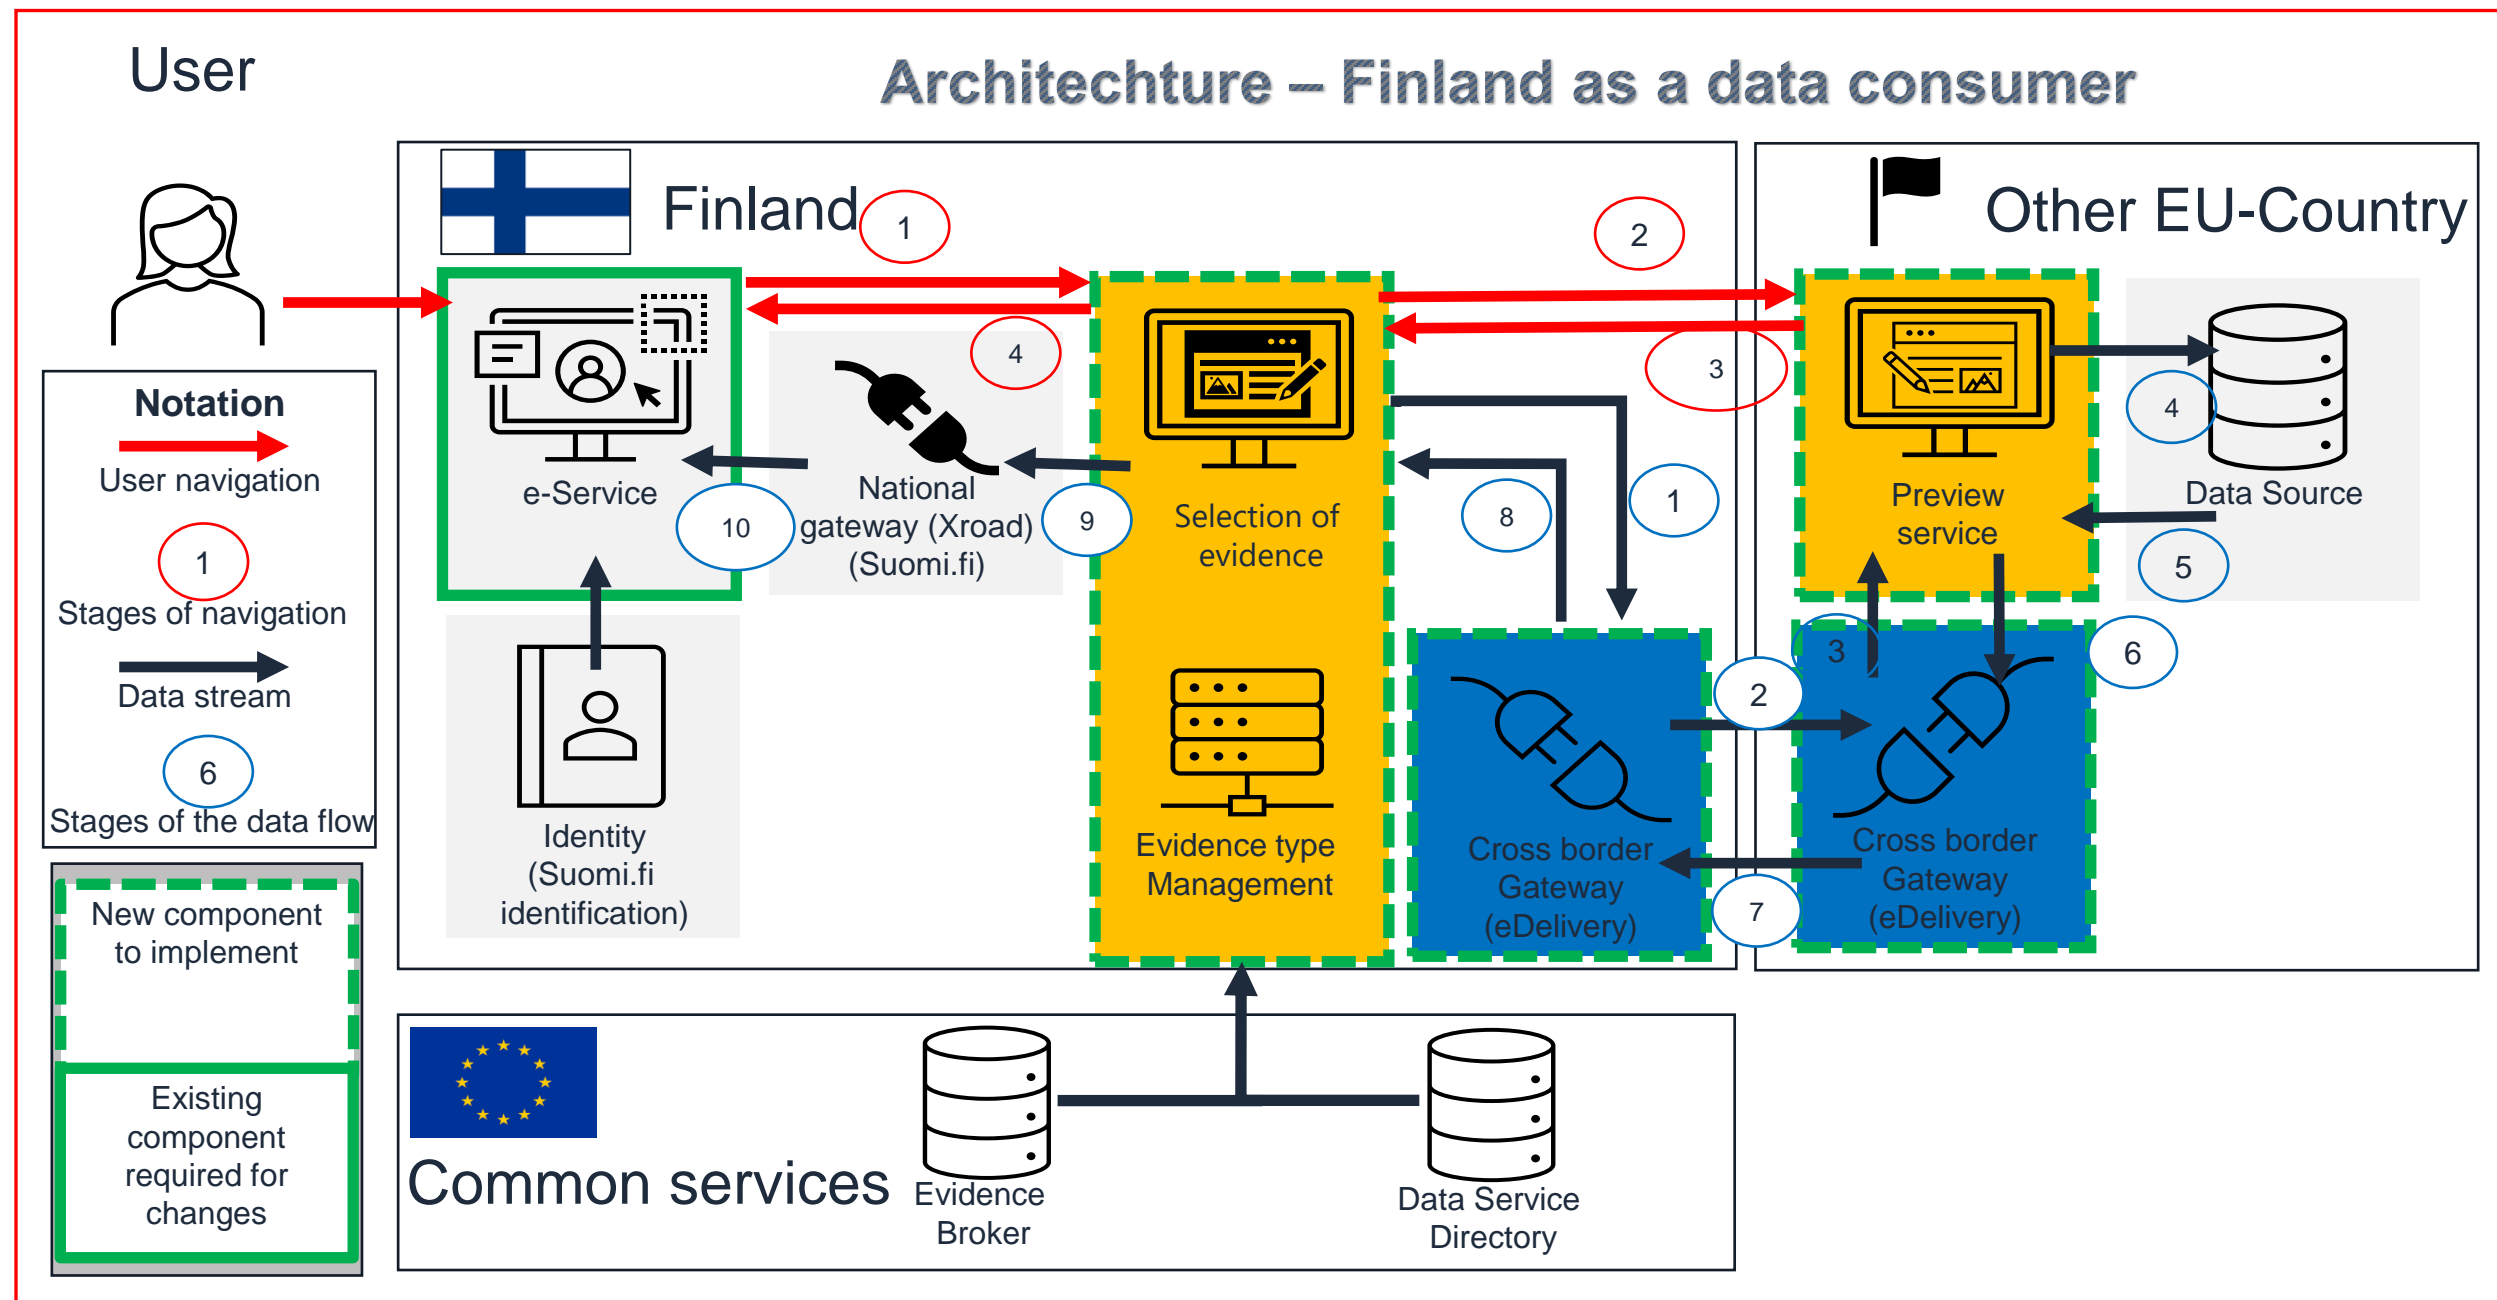 User
Architechture – Finland as a data consumer
Finland
1
2
Other EU-Country
4
3
Notation
User navigation
1
Stages of navigation
Data stream
6
Stages of the data flow
New component
to implement
Existing
component
required for
changes
e-Service
10
National
gateway (Xroad)
(Suomi.fi)
9
Selection of
evidence
8
1
Preview
service
4
Data Source
5
Identity
(Suomi.fi
identification)
Evidence type
Management
Cross border
Gateway
(eDelivery)
2
3
6
7
Cross border
Gateway
(eDelivery)
Common services
Evidence
Broker
Data Service
Directory